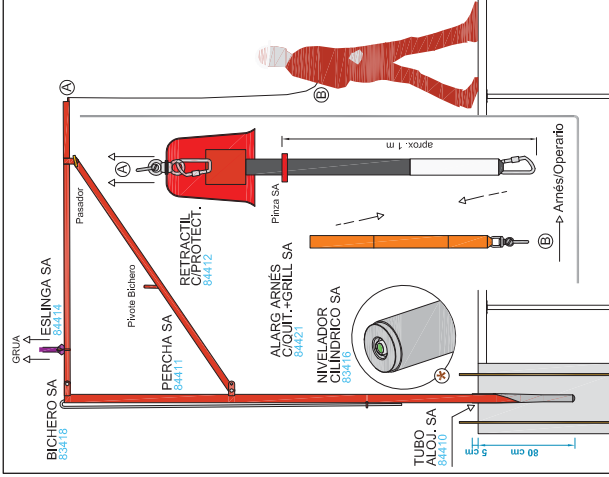 GRUA
BICHERO SA
83418
ESLINGA SA
84414
A
Pasador
Pivote Bichero
PERCHA SA
84411
B
A
RETRACTIL
C/PROTECT.
84412
Pinza SA
aprox. 1 m
ALARG ARNÉS
C/QUIT.+GRILL SA
84421
B
Arnés/Operario
NIVELADOR
CILÍNDRICO SA
83416
*
TUBO
ALOJ. SA
84410
5 cm
80 cm